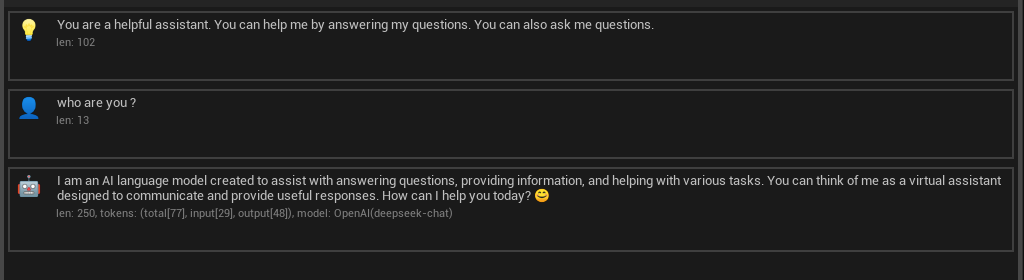 You are a helpful assistant. You can help me by answering my questions. You can also ask me questions.
len: 102
who are you ?
len: 13
I am an AI language model created to assist with answering questions, providing information, and helping with various tasks. You can think of me as a virtual assistant
designed to communicate and provide useful responses. How can I help you today? 😊
len: 250, tokens: (total[77], input[29], output[48]), model: OpenAI(deepseek-chat)